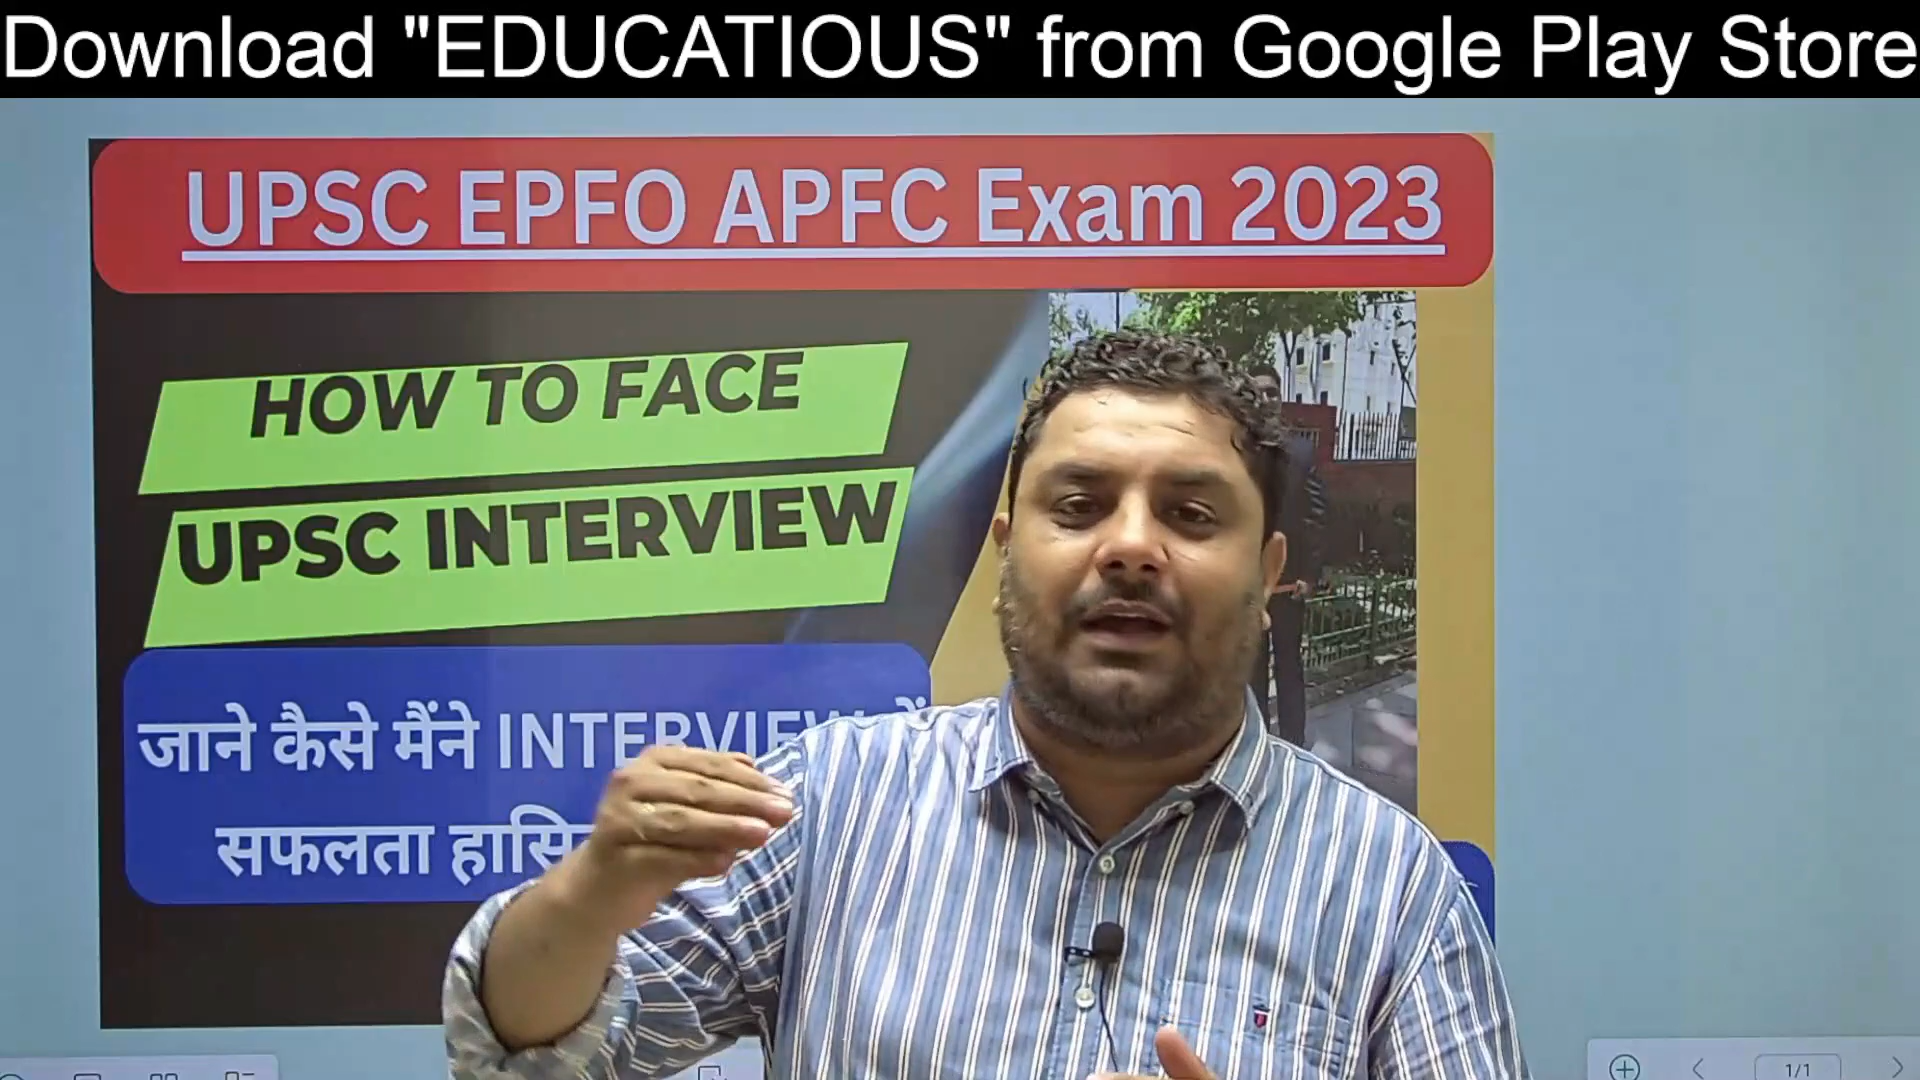 Download "EDUCATIOUS" from Google Play Store
UPSC EPFO APFC Exam 2023
HOW TO FACE
UPSC INTERVIEW
जाने कैसे मैंने INTERVIEW
सफलता
1/1